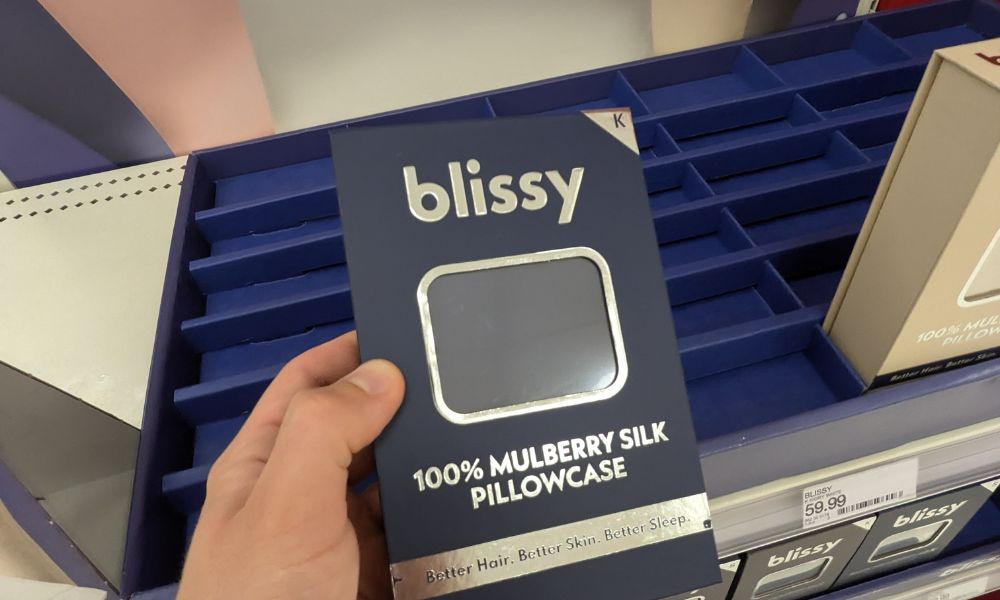 K
blissy
100% MULBERRY SILK
PILLOWCASE
Better Hair. Better Skin. Better Sleep.
100% MUL
PILLOW
Better Hair. Better Skin
BLISSY
59.99
blissy
blissy